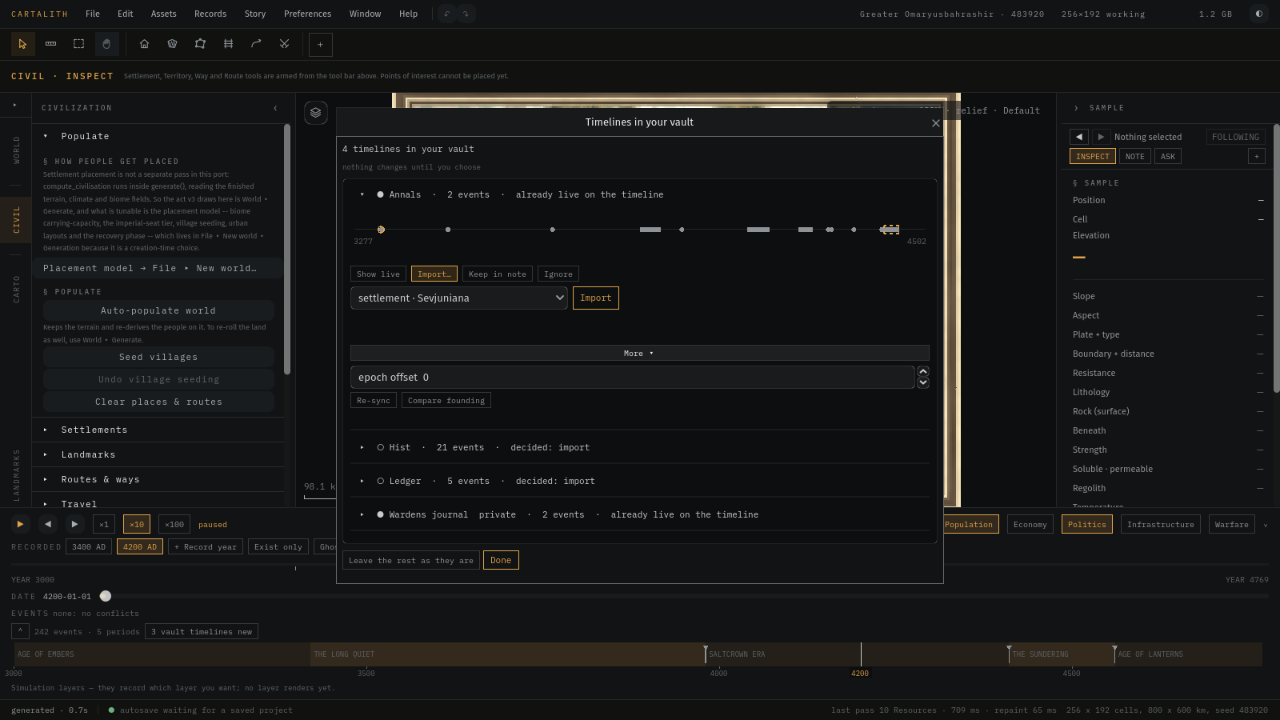 CARTALITH File Edit Assets Records Story Preferences Window Help Greater Omaryusbahrashir · 483920 256×192 working 1.2 GB
+
CIVIL · INSPECT Settlement, Territory, Way and Route tools are armed from the tool bar above. Points of interest cannot be placed yet.
CIVILIZATION
WORLD
CIVIL
CARTO
LANDMARKS
Populate
§ HOW PEOPLE GET PLACED
Settlement placement is not a separate pass in this port:
compute_civilisation runs inside generate(), reading the finished
terrain, climate and biome fields. So the act v3 draws here is World •
Generate, and what is tunable is the placement model — biome
carrying-capacity, the imperial-seat tier, village seeding, urban
layouts and the recovery phase — which lives in File • New world •
Generation because it is a creation-time choice.
Placement model → File • New world…
§ POPULATE
Auto-populate world
Keeps the terrain and re-derives the people on it. To re-roll the land
as well, use World • Generate.
Seed villages
Undo village seeding
Clear places & routes
Settlements
Landmarks
Routes & ways
Travel
relief · Default
98.1 k
Timelines in your vault
4 timelines in your vault
nothing changes until you choose
Annals · 2 events · already live on the timeline
3277 4502
Show live Import… Keep in note Ignore
settlement · Sevjuniana Import
More
epoch offset 0
Re-sync Compare founding
Hist · 21 events · decided: import
Ledger · 5 events · decided: import
Wardens journal private · 2 events · already live on the timeline
Leave the rest as they are Done
SAMPLE
Nothing selected FOLLOWING
INSPECT NOTE ASK +
§ SAMPLE
Position —
Cell —
Elevation
—
Slope —
Aspect —
Plate + type —
Boundary + distance —
Resistance —
Lithology —
Rock (surface) —
Beneath —
Strength —
Soluble · permeable —
Regolith —
×1 ×10 ×100 paused Population Economy Politics Infrastructure Warfare
RECORDED 3400 AD 4200 AD + Record year Exist only
YEAR 3000 YEAR 4769
DATE 4200-01-01
EVENTS none: no conflicts
242 events · 5 periods 3 vault timelines new
AGE OF EMBERS THE LONG QUIET SALTCROWN ERA THE SUNDERING AGE OF LANTERNS
3000 3500 4000 4200 4500
Simulation layers — they record which layer you want; no layer renders yet.
generated · 0.7s autosave waiting for a saved project last pass 10 Resources · 709 ms · repaint 65 ms 256 x 192 cells, 800 x 600 km, seed 483920